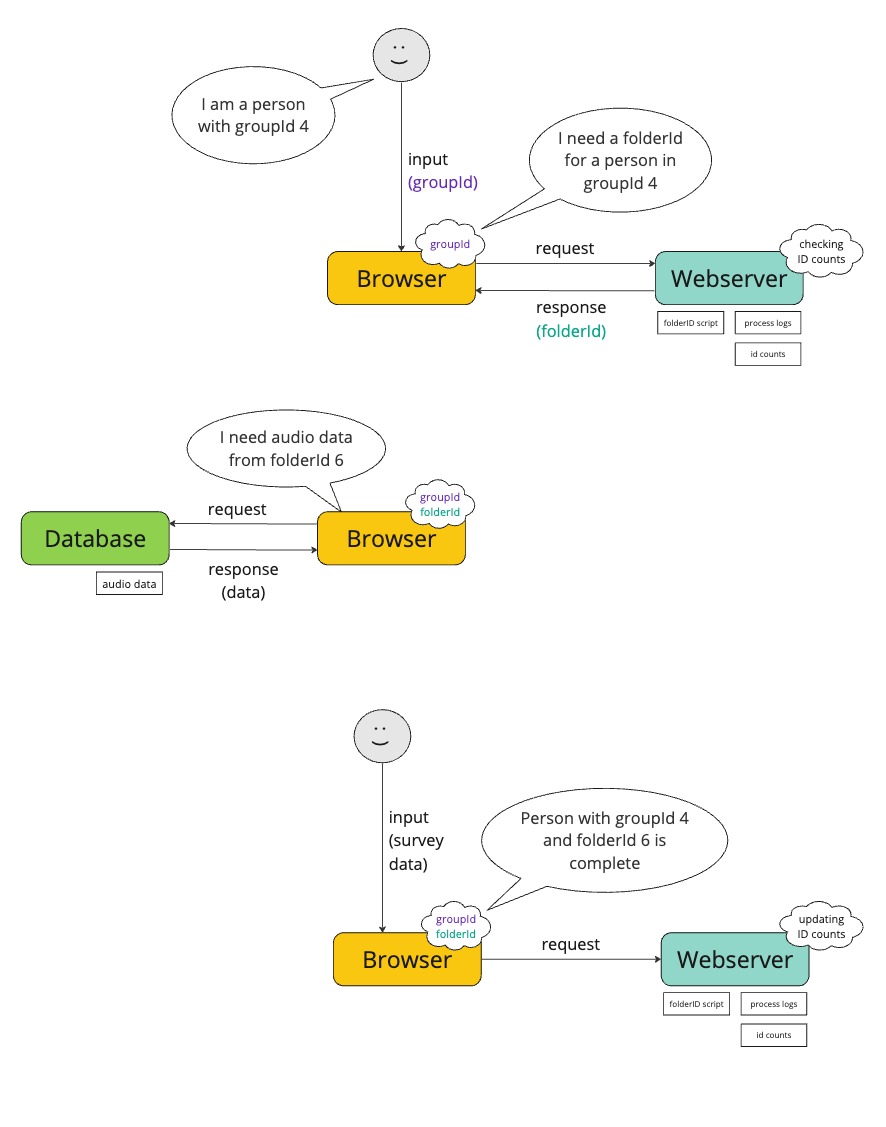 I am a person
with groupId 4
input
(groupId)
I need a folderId
for a person in
groupId 4
groupId
Browser
request
response
(folderId)
checking
ID counts
Webserver
folderID script
process logs
id counts
I need audio data
from folderId 6
groupId
folderId
Database
request
Browser
response
(data)
audio data
input
(survey
data)
Person with groupId 4
and folderId 6 is
complete
groupId
folderId
Browser
request
updating
ID counts
Webserver
folderID script
process logs
id counts